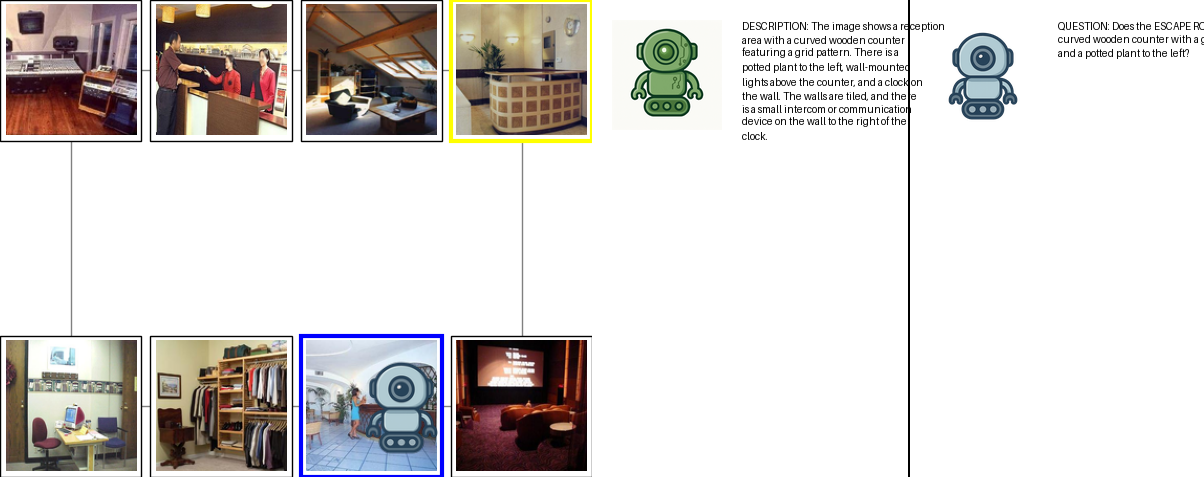 DESCRIPTION: The image shows a reception
area with a curved wooden counter
featuring a grid pattern. There is a
potted plant to the left, wall-mounted
lights above the counter, and a clock on
the wall. The walls are tiled, and there
is a small intercom or communication
device on the wall to the right of the
clock.
QUESTION: Does the ESCAPE RO
curved wooden counter with a g
and a potted plant to the left?